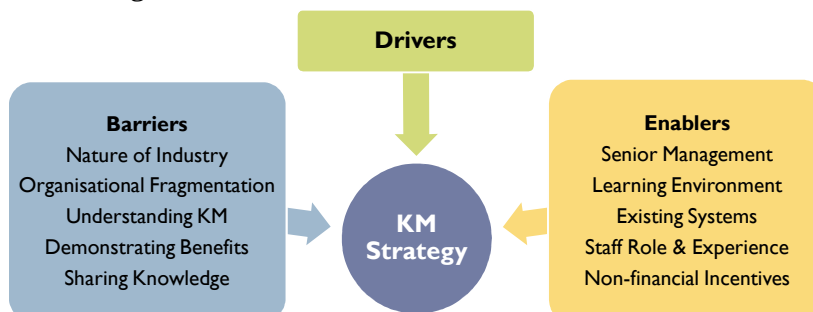 Drivers
Barriers
Nature of Industry
Organisational Fragmentation
Understanding KM
Demonstrating Benefits
Sharing Knowledge
KM
Strategy
Enablers
Senior Management
Learning Environment
Existing Systems
Staff Role & Experience
Non-financial Incentives